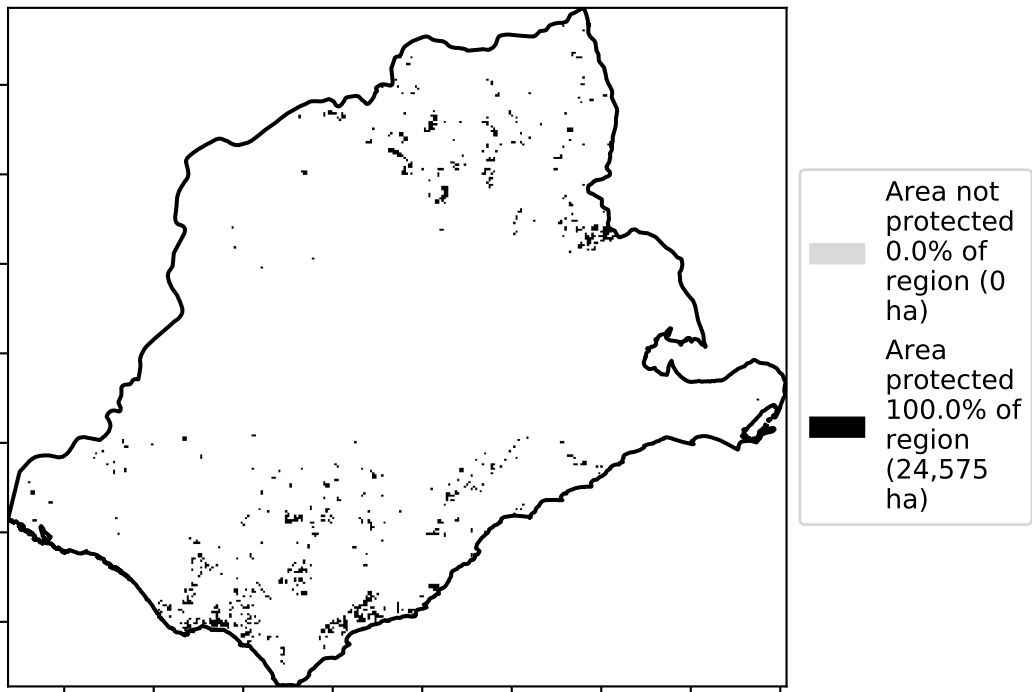 Area not
protected
0.0% of
region (0
ha)
Area
protected
100.0% of
region
(24,575
ha)